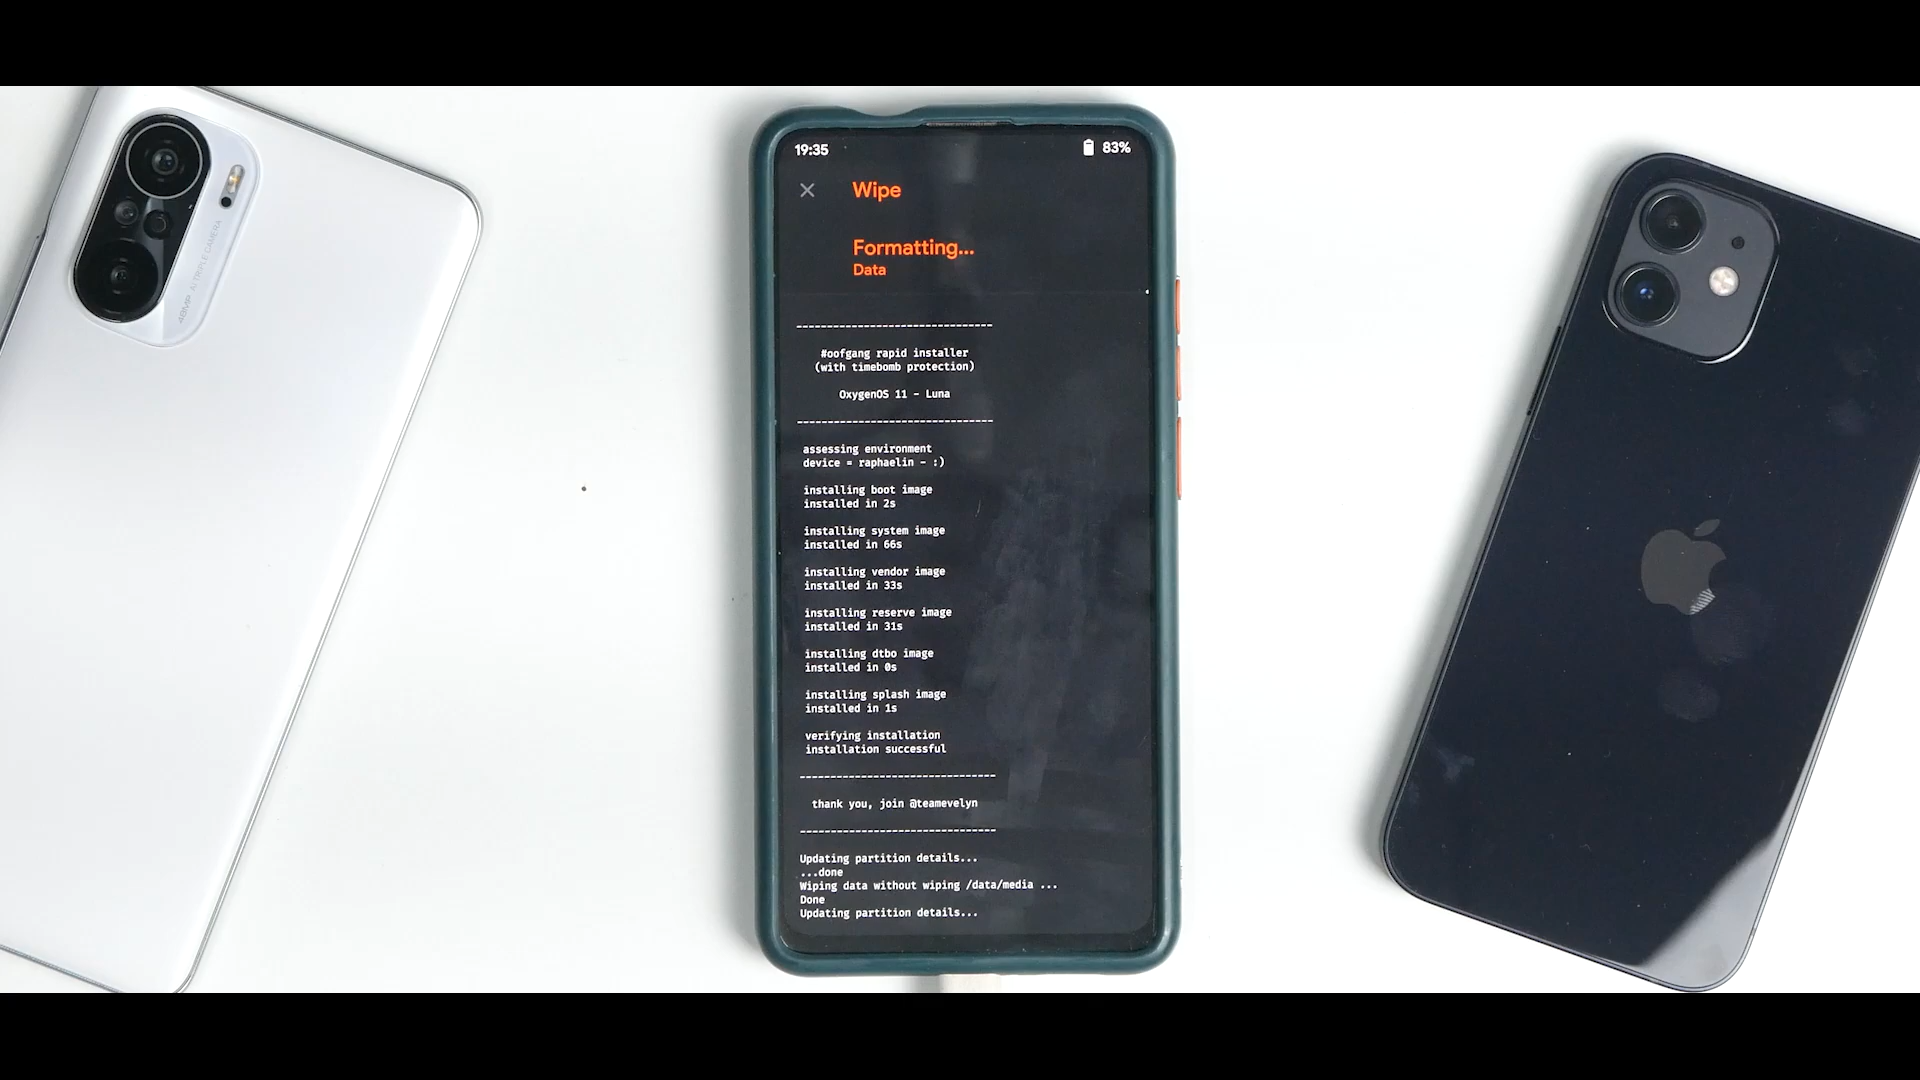 48MP AI TRIPLE CAMERA
19:35
83%
Wipe
Formatting...
Data
--------------------------------
#oofgang rapid installer
(with timebomb protection)
OxygenOS 11 - Luna
--------------------------------
assessing environment
device = raphaelin - :)
installing boot image
installed in 2s
installing system image
installed in 66s
installing vendor image
installed in 33s
installing reserve image
installed in 31s
installing dtbo image
installed in 0s
installing splash image
installed in 1s
verifying installation
installation successful
--------------------------------
thank you, join @teamevelyn
--------------------------------
Updating partition details...
...done
Wiping data without wiping /data/media ...
Done
Updating partition details...